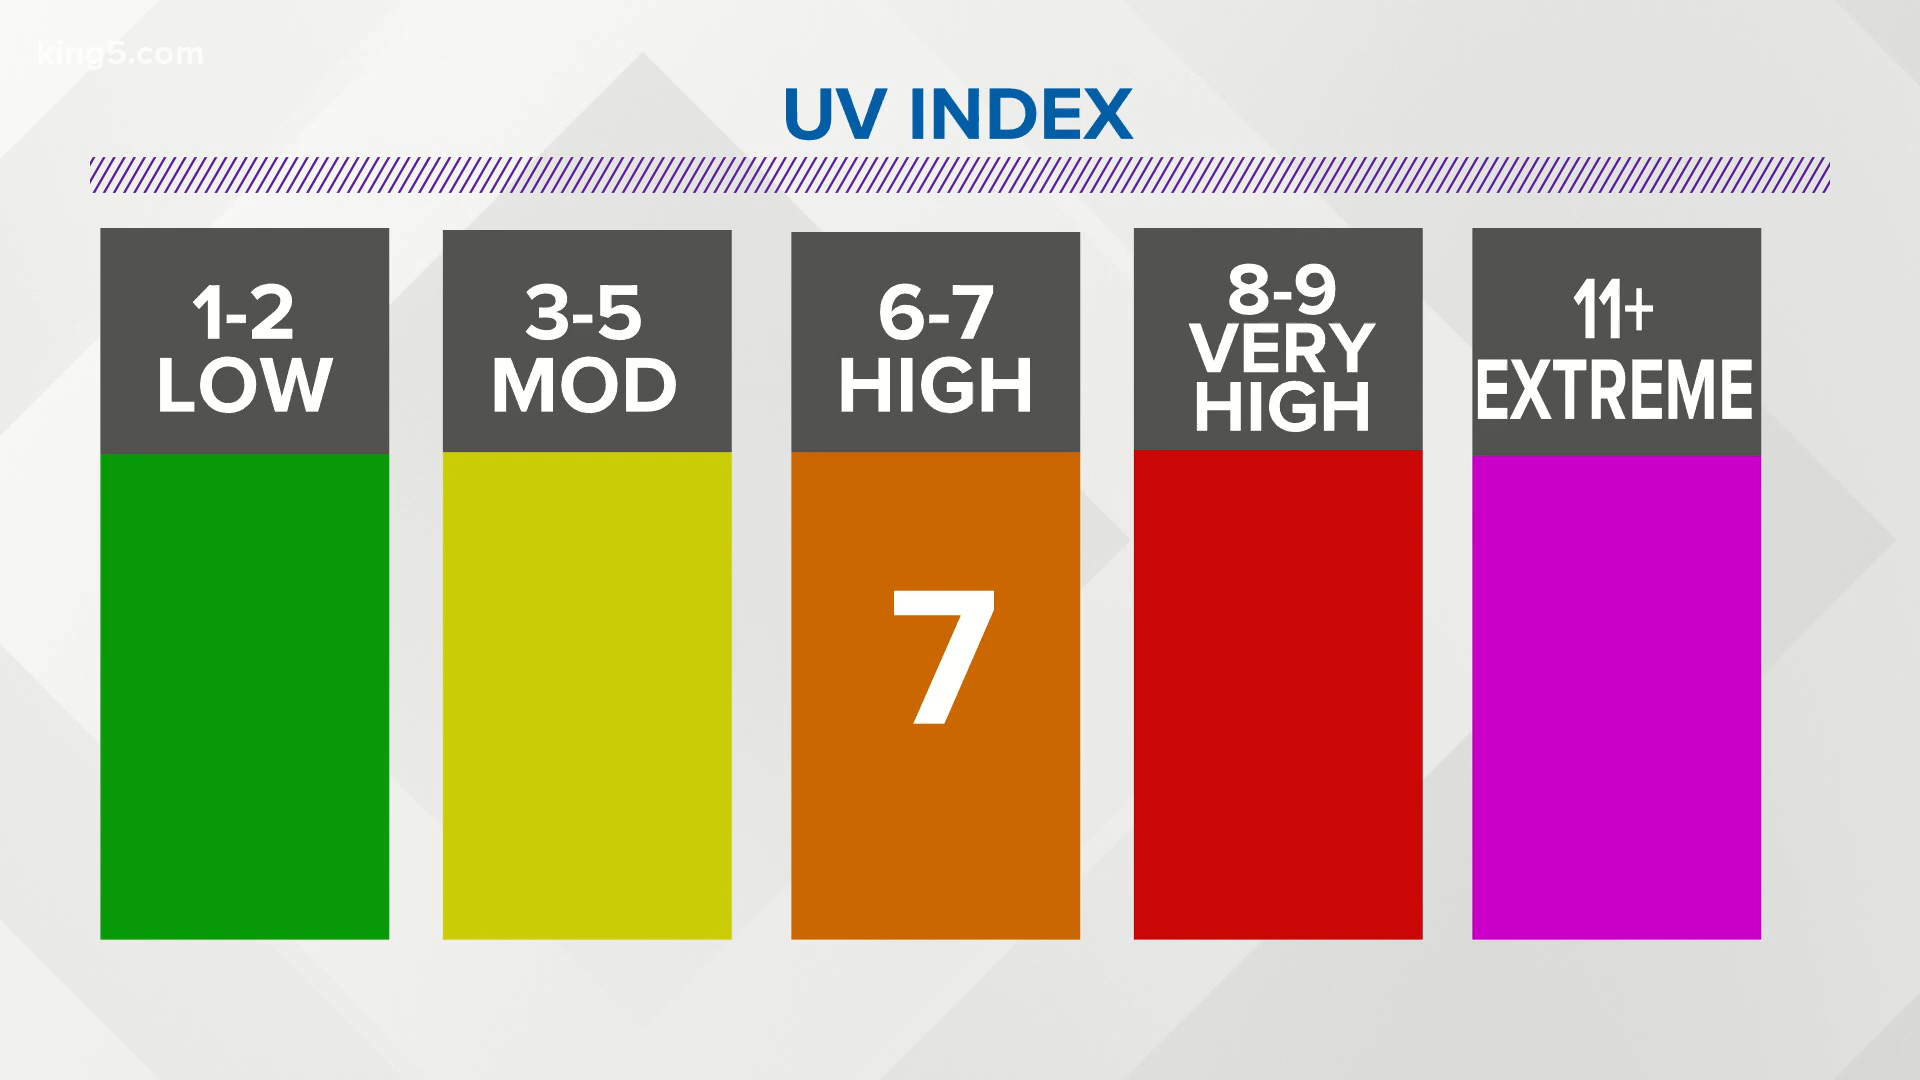 king5.com
UV INDEX
1-2
LOW
3-5
MOD
6-7
HIGH
8-9
VERY
HIGH
11+
EXTREME
7